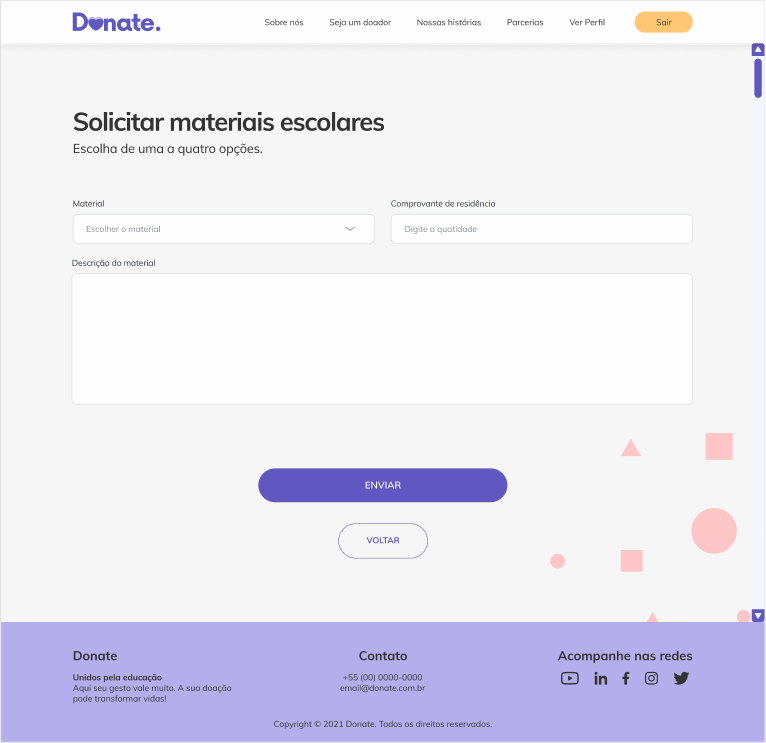 Donate.
Sobre nós
Seja um doador
Nossas histórias
Parcerias
Ver Perfil
Sair
Solicitar materiais escolares
Escolha de uma a quatro opções.
Material
Comprovante de residência
Escolher o material
Digite a quatidade
Descrição do material
ENVIAR
VOLTAR
Donate
Unidos pela educação
Aqui seu gesto vale muito. A sua doação
pode transformar vidas!
Contato
+55 (00) 0000-0000
email@donate.com.br
Acompanhe nas redes
Copyright © 2021 Donate. Todos os direitos reservados.